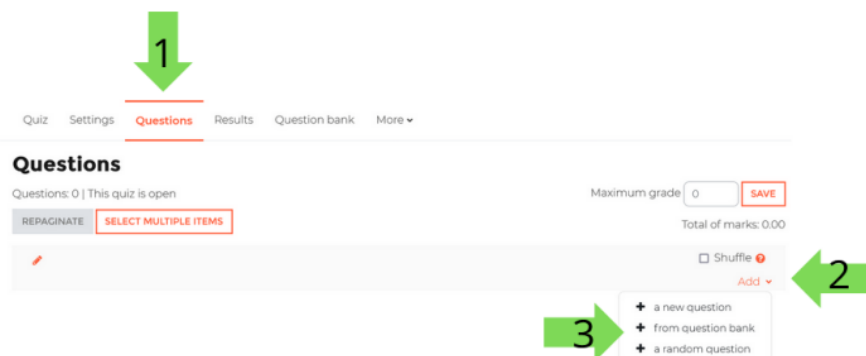 1
Quiz Settings Questions Results Question bank More
Questions
Questions: 0 | This quiz is open
Maximum grade 0 SAVE
REPAGINATE SELECT MULTIPLE ITEMS
Total of marks: 0.00
Shuffle ?
Add
2
+ a new question
3
+ from question bank
+ a random question